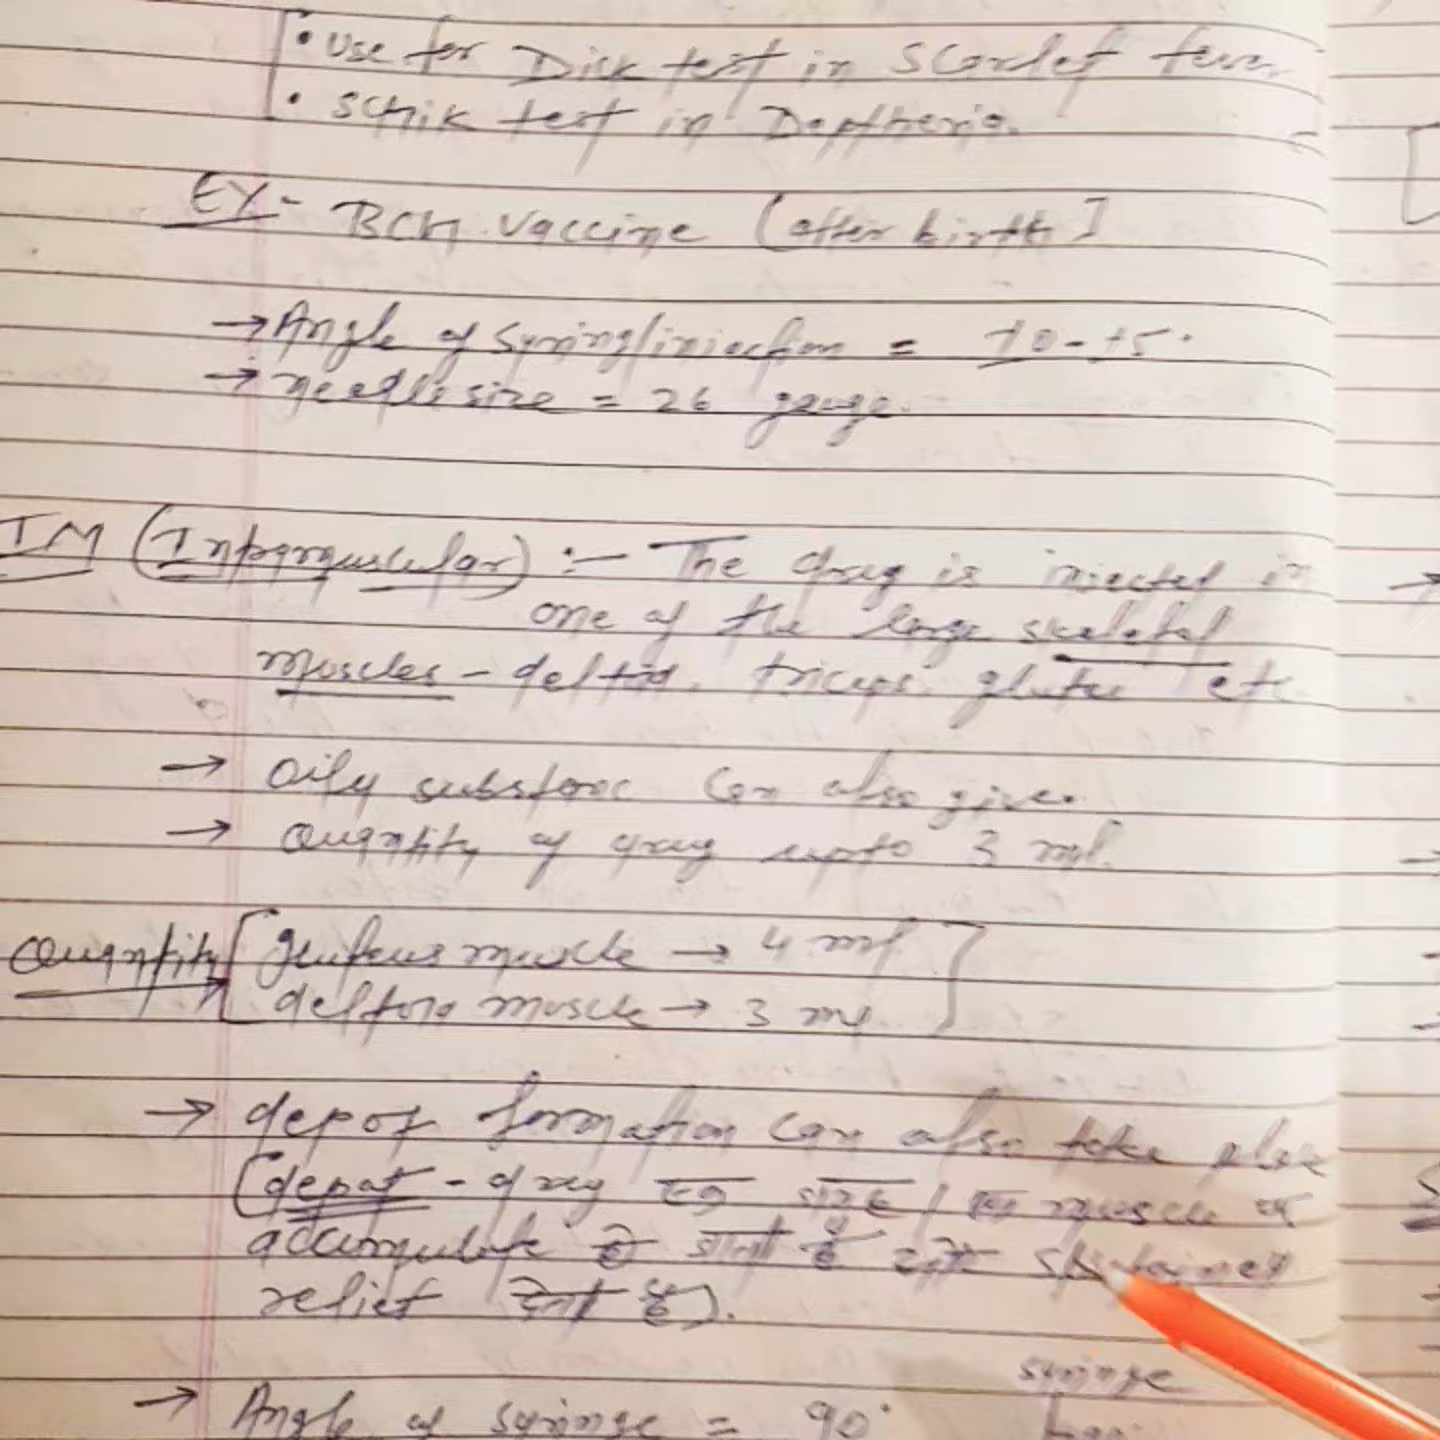 • Use for Dick test in Scarlet fever
• Schik test in Deptheria.
EX - BCG vaccine [after birth]
→ Angle of syring/injection = 10-15°
→ needle size = 26 gauge.
IM (Intramuscular) :- The drug is injected in
one of the large skeletal
muscles - deltoid, triceps, gluteus etc
→ Oily substance can also given
→ Quantity of drug upto 3 ml.
Quantity [gluteus muscle → 4 ml
deltoid muscle → 3 ml]
→ depot formation can also take place
(depot - drug muscle
accumulate
relief
syringe
→ Angle of syringe = 90°